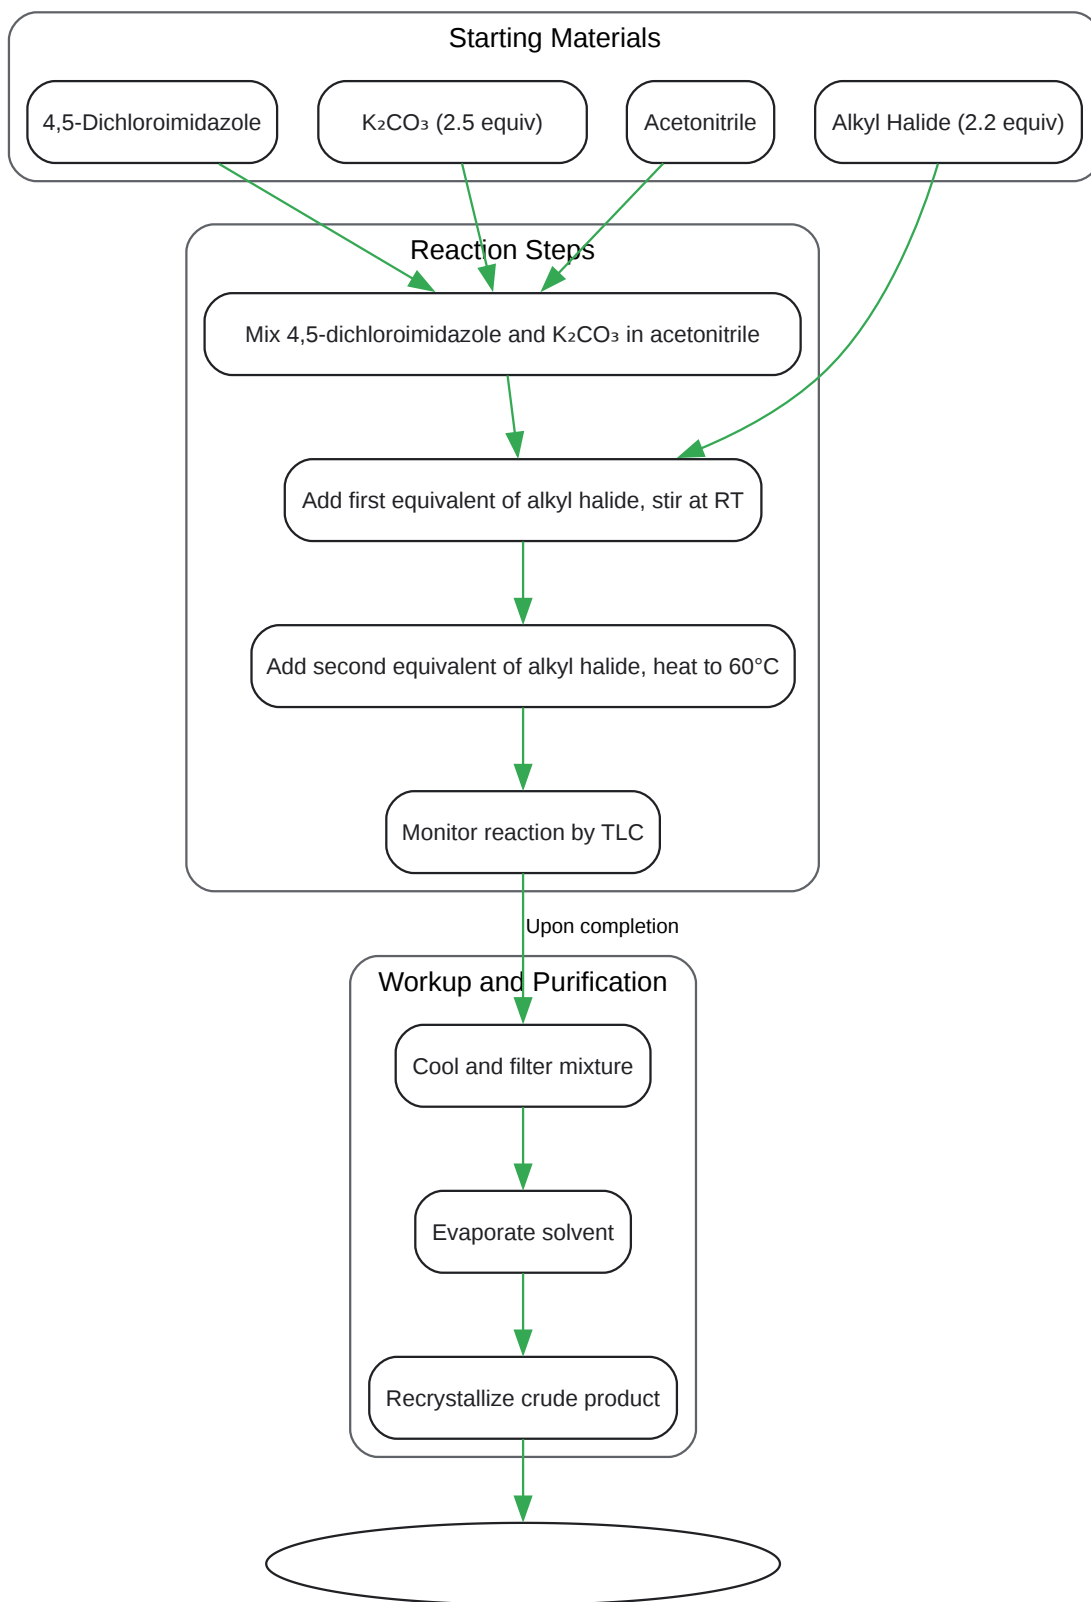 Starting Materials
4,5-Dichloroimidazole
K₂CO₃ (2.5 equiv)
Acetonitrile
Alkyl Halide (2.2 equiv)
Reaction Steps
Mix 4,5-dichloroimidazole and K₂CO₃ in acetonitrile
Add first equivalent of alkyl halide, stir at RT
Add second equivalent of alkyl halide, heat to 60°C
Monitor reaction by TLC
Upon completion
Workup and Purification
Cool and filter mixture
Evaporate solvent
Recrystallize crude product